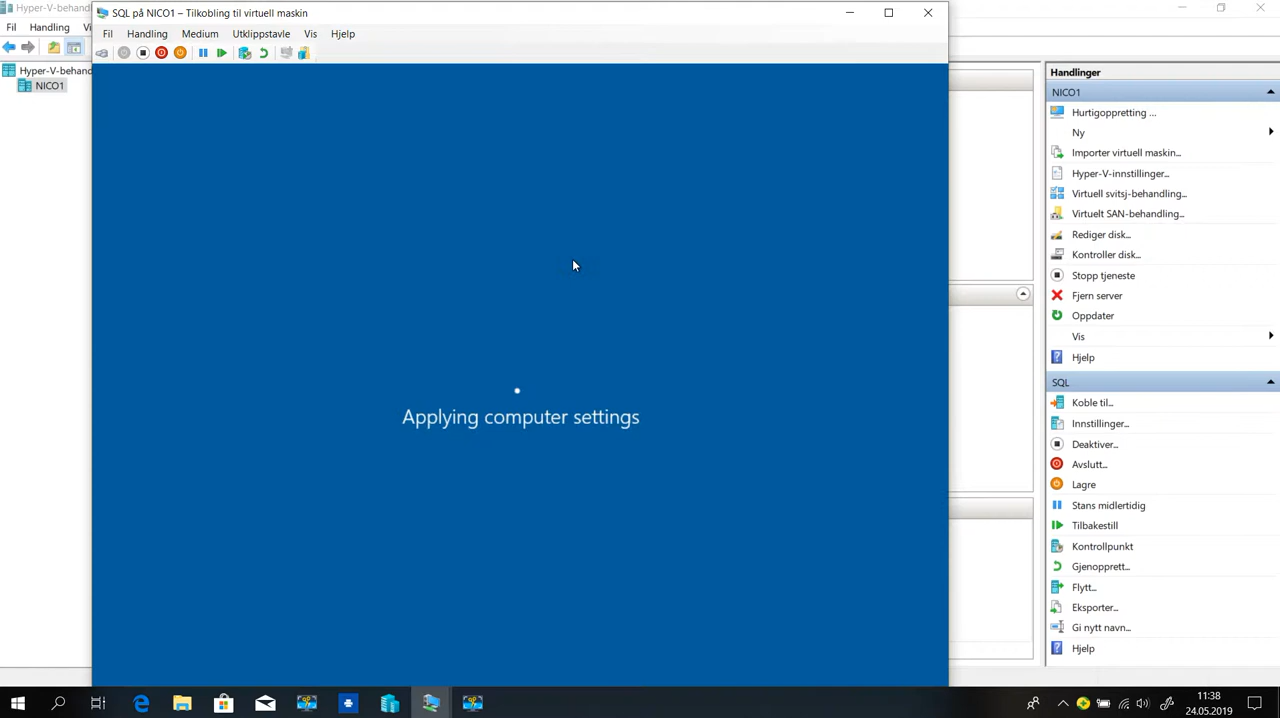 Hyper-V-behand
SQL på NICO1 – Tilkobling til virtuell maskin
Fil Handling Vi
Fil Handling Medium Utklippstavle Vis Hjelp
Hyper-V-behand
NICO1
Applying computer settings
Handlinger
NICO1
Hurtigoppretting ...
Ny
Importer virtuell maskin...
Hyper-V-innstillinger...
Virtuell svitsj-behandling...
Virtuelt SAN-behandling...
Rediger disk...
Kontroller disk...
Stopp tjeneste
Fjern server
Oppdater
Vis
Hjelp
SQL
Koble til...
Innstillinger...
Deaktiver...
Avslutt...
Lagre
Stans midlertidig
Tilbakestill
Kontrollpunkt
Gjenopprett...
Flytt...
Eksporter...
Gi nytt navn...
Hjelp
11:38
24.05.2019